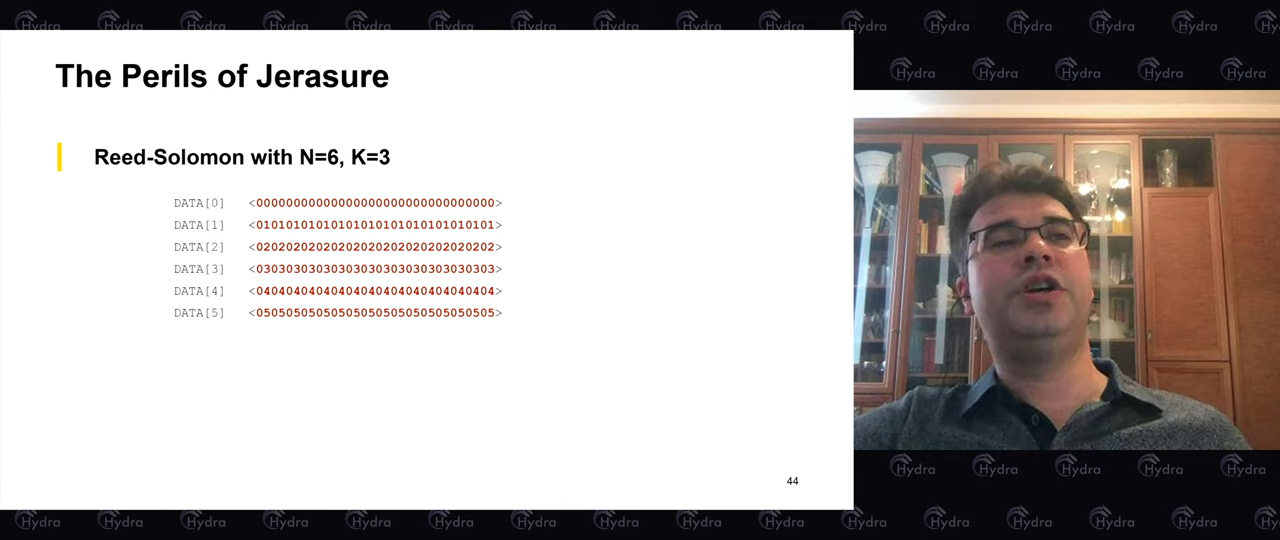 The Perils of Jerasure
Reed-Solomon with N=6, K=3
DATA[0] <00000000000000000000000000000000>
DATA[1] <01010101010101010101010101010101>
DATA[2] <02020202020202020202020202020202>
DATA[3] <03030303030303030303030303030303>
DATA[4] <04040404040404040404040404040404>
DATA[5] <05050505050505050505050505050505>
44
Hydra